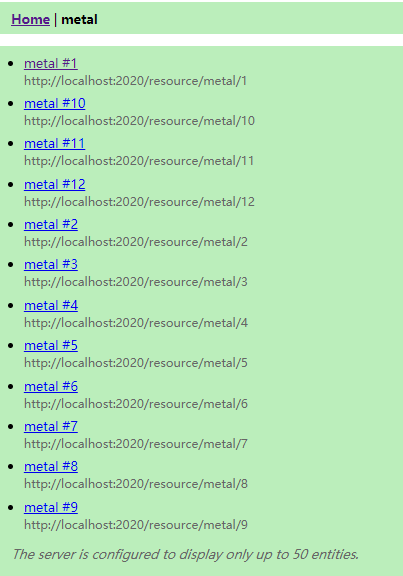 Home | metal
metal #1
http://localhost:2020/resource/metal/1
metal #10
http://localhost:2020/resource/metal/10
metal #11
http://localhost:2020/resource/metal/11
metal #12
http://localhost:2020/resource/metal/12
metal #2
http://localhost:2020/resource/metal/2
metal #3
http://localhost:2020/resource/metal/3
metal #4
http://localhost:2020/resource/metal/4
metal #5
http://localhost:2020/resource/metal/5
metal #6
http://localhost:2020/resource/metal/6
metal #7
http://localhost:2020/resource/metal/7
metal #8
http://localhost:2020/resource/metal/8
metal #9
http://localhost:2020/resource/metal/9
The server is configured to display only up to 50 entities.